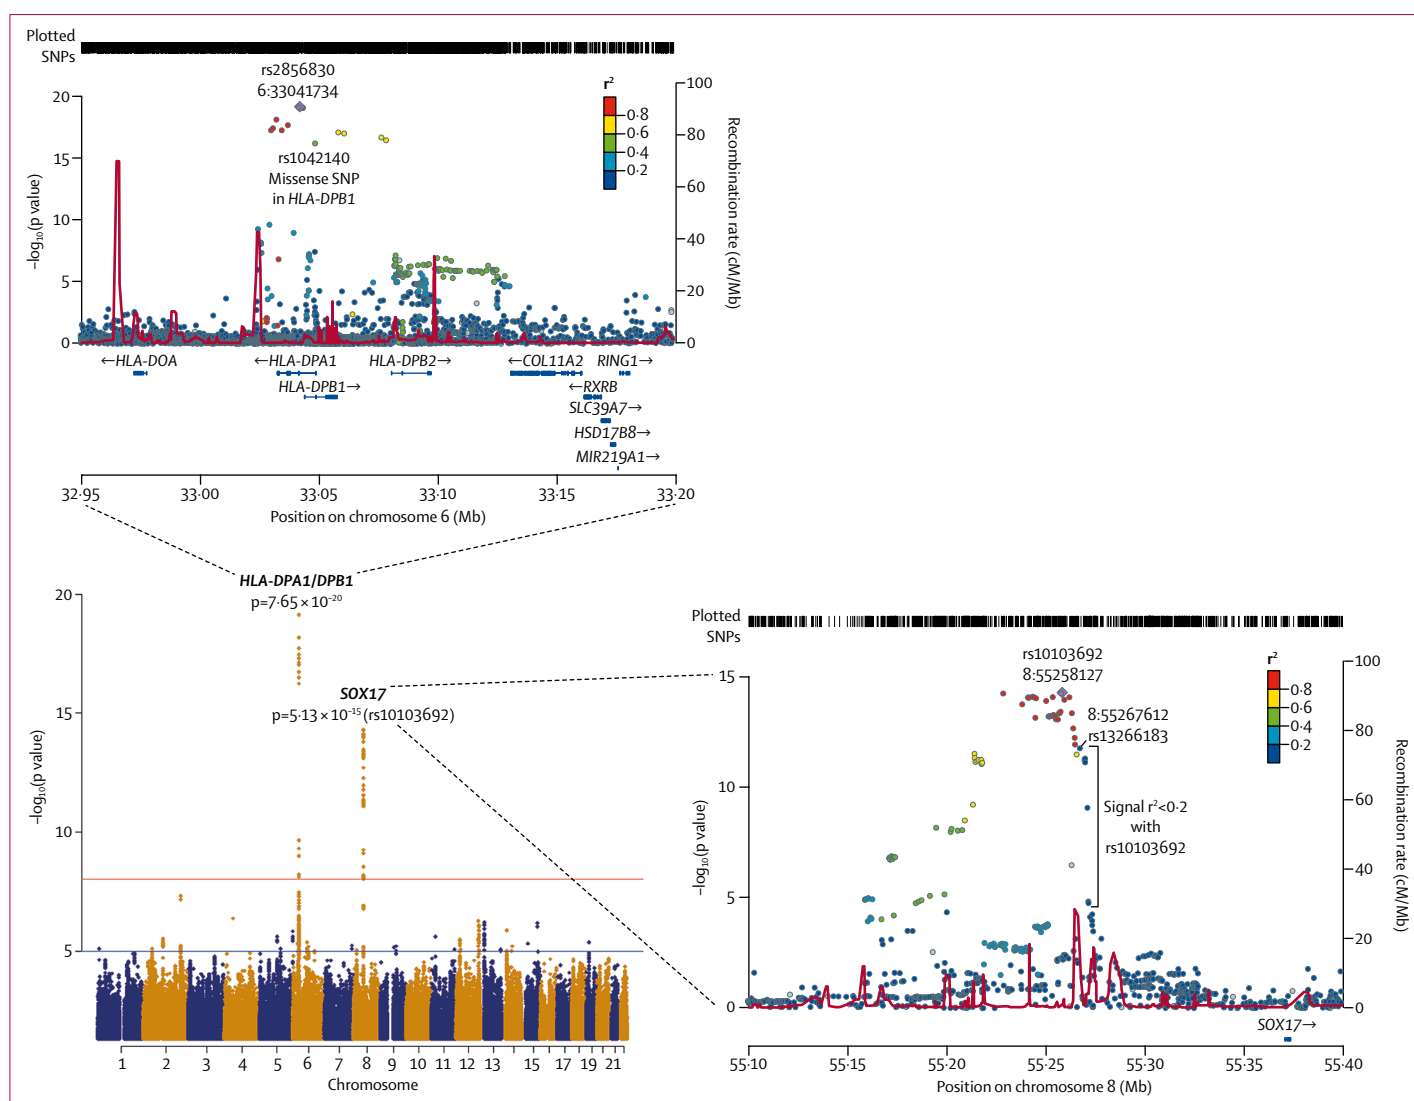 Plotted
SNPs
rs2856830
6:33041734
r²
0·8
0·6
0·4
0·2
20
15
10
5
0
–log₁₀(p value)
100
80
60
40
20
0
Recombination rate (cM/Mb)
rs1042140
Missense SNP
in HLA-DPB1
←HLA-DOA
←HLA-DPA1
HLA-DPB2→
←COL11A2
RING1→
HLA-DPB1→
←RXRB
SLC39A7→
HSD17B8→
MIR219A1→
32·95 33·00 33·05 33·10 33·15 33·20
Position on chromosome 6 (Mb)
HLA-DPA1/DPB1
p=7·65 × 10⁻²⁰
SOX17
p=5·13 × 10⁻¹⁵ (rs10103692)
20
15
10
5
–log₁₀(p value)
1 2 3 4 5 6 7 8 9 10 11 12 13 15 17 19 21
Chromosome
Plotted
SNPs
rs10103692
8:55258127
r²
0·8
0·6
0·4
0·2
8:55267612
rs13266183
Signal r²<0·2
with
rs10103692
15
10
5
0
–log₁₀(p value)
100
80
60
40
20
0
Recombination rate (cM/Mb)
SOX17→
55·10 55·15 55·20 55·26 55·30 55·35 55·40
Position on chromosome 8 (Mb)